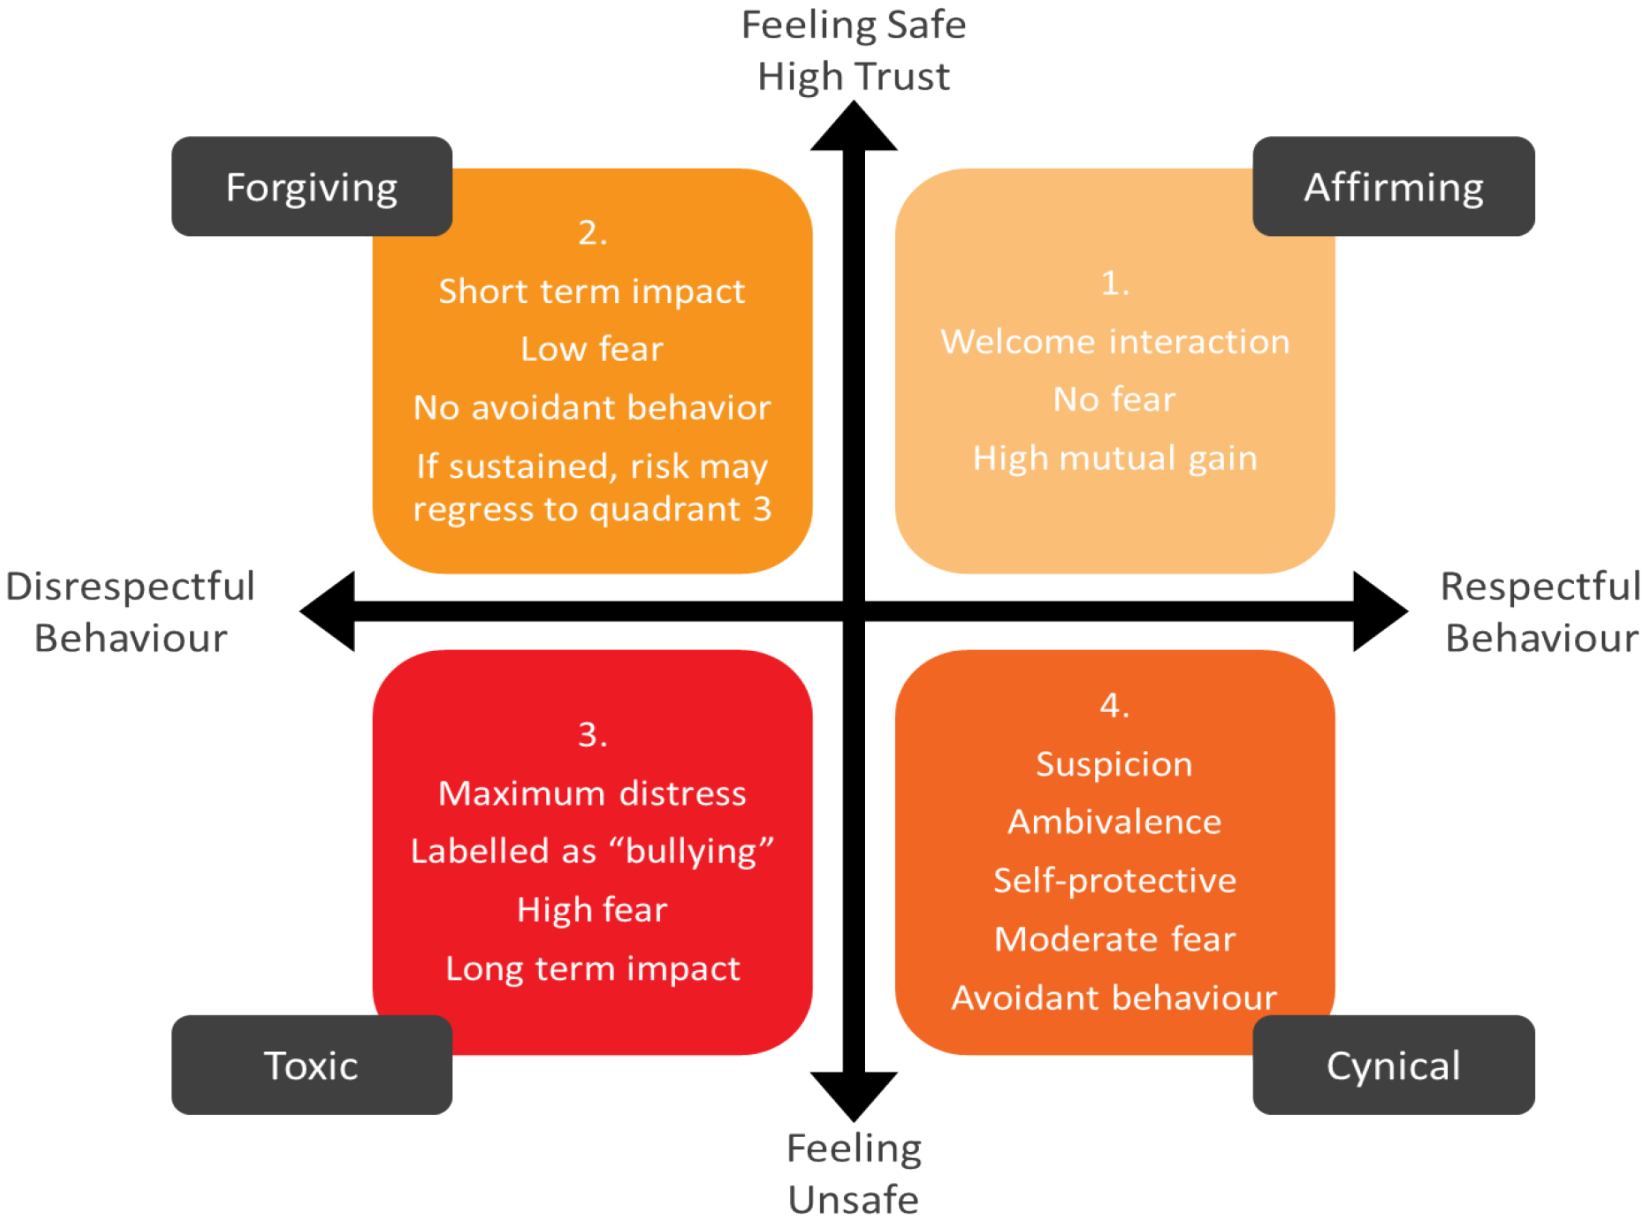 Feeling Safe
High Trust
Forgiving
Affirming
2.
Short term impact
Low fear
No avoidant behavior
If sustained, risk may
regress to quadrant 3
1.
Welcome interaction
No fear
High mutual gain
Disrespectful
Behaviour
Respectful
Behaviour
3.
Maximum distress
Labelled as “bullying”
High fear
Long term impact
4.
Suspicion
Ambivalence
Self-protective
Moderate fear
Avoidant behaviour
Toxic
Cynical
Feeling
Unsafe